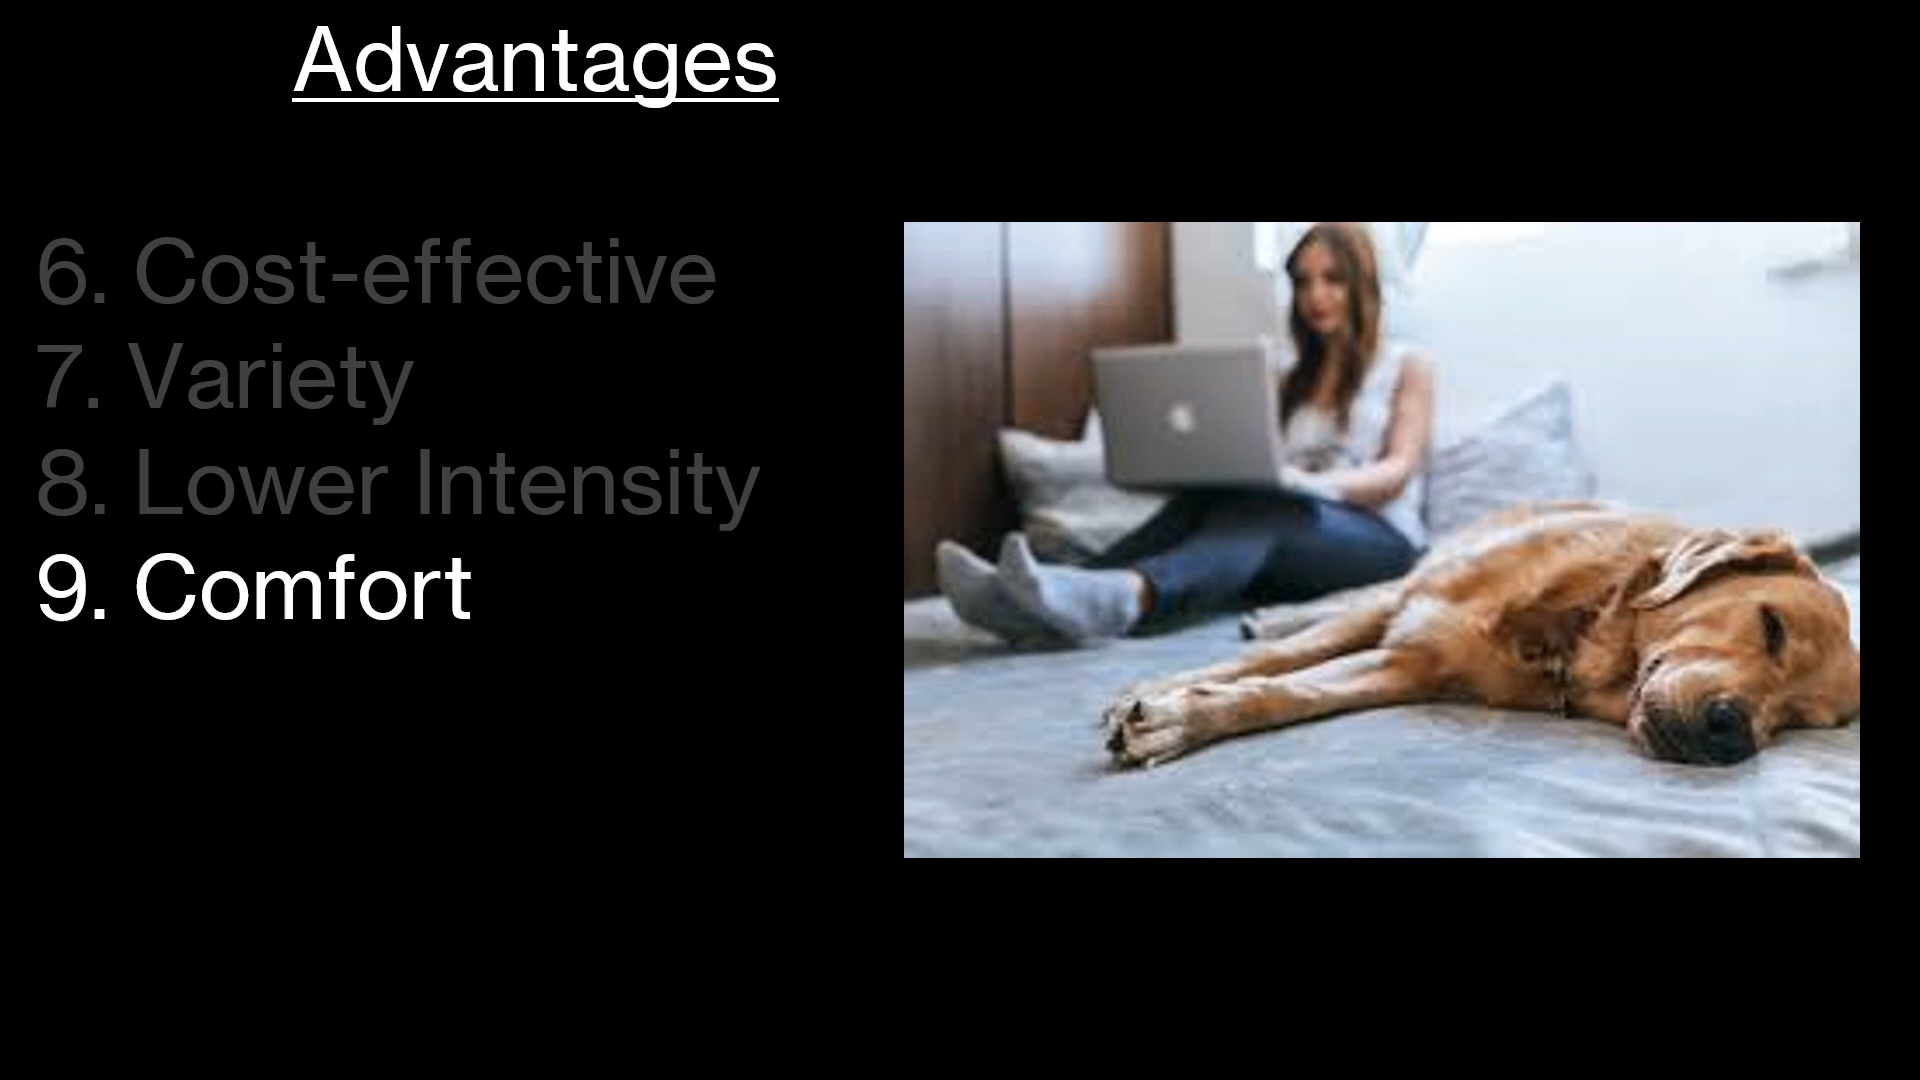 Advantages
6. Cost-effective
7. Variety
8. Lower Intensity
9. Comfort